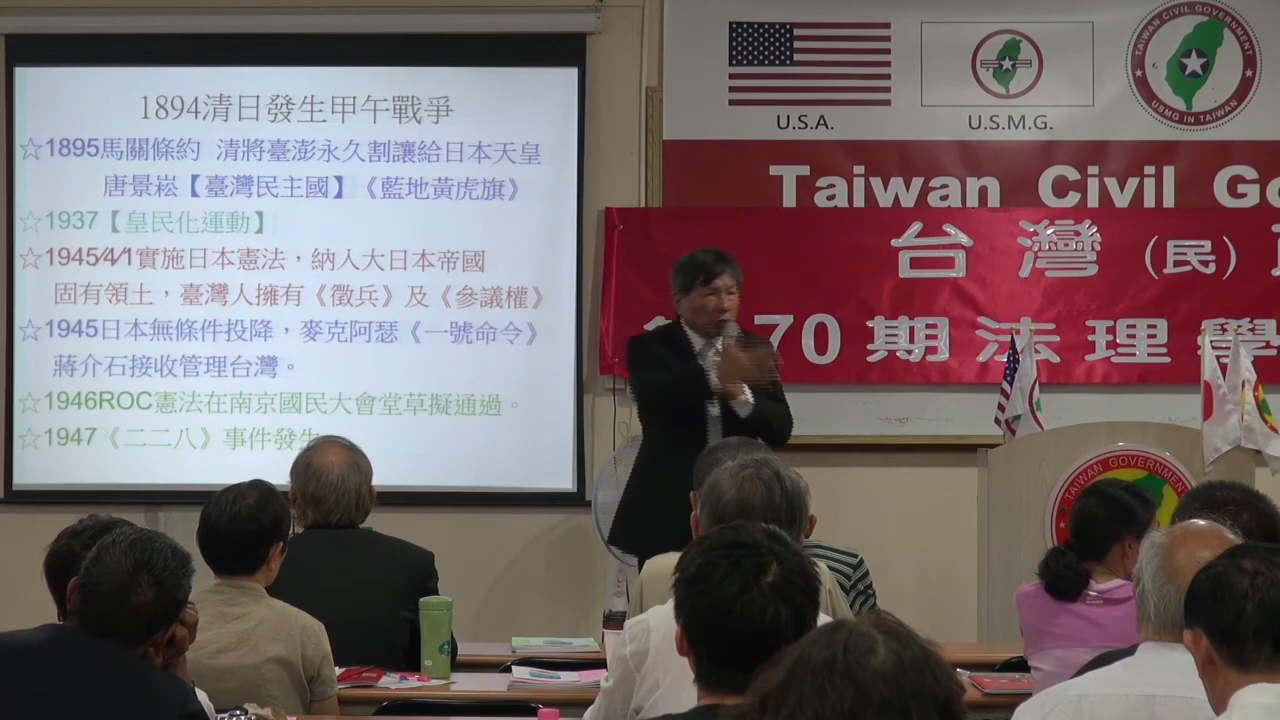 1894清日發生甲午戰爭
☆1895馬關條約 清將臺澎永久割讓給日本天皇
唐景崧【臺灣民主國】《藍地黃虎旗》
☆1937【皇民化運動】
☆1945/4/1實施日本憲法，納入大日本帝國
固有領土，臺灣人擁有《徵兵》及《參議權》
☆1945日本無條件投降，麥克阿瑟《一號命令》
蔣介石接收管理台灣。
☆1946ROC憲法在南京國民大會堂草擬通過。
☆1947《二二八》事件發生
U.S.A.
U.S.M.G.
TAIWAN CIVIL GOVERNMENT
USMG IN TAIWAN
Taiwan Civil Go
台灣(民)
70期法理學
TAIWAN GOVERNMENT